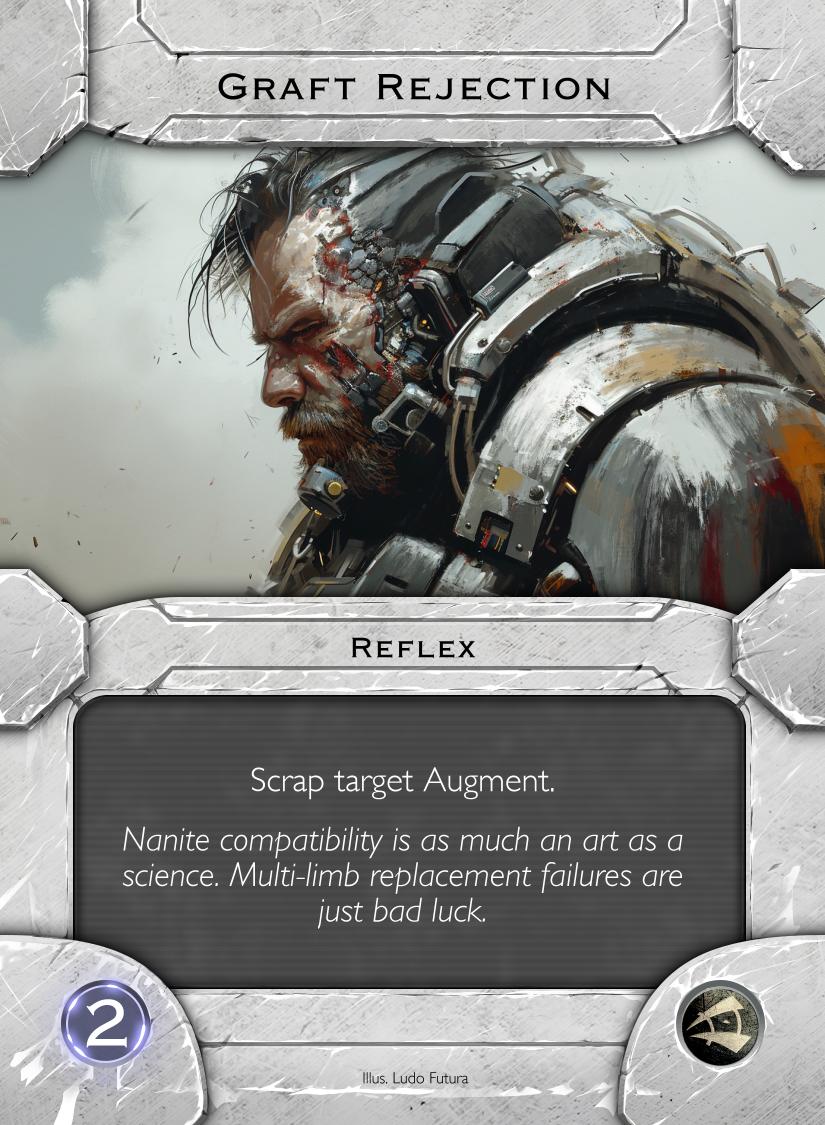 Graft Rejection
Reflex
Scrap target Augment.
Nanite compatibility is as much an art as a
science. Multi-limb replacement failures are
just bad luck.
2
Illus. Ludo Futura